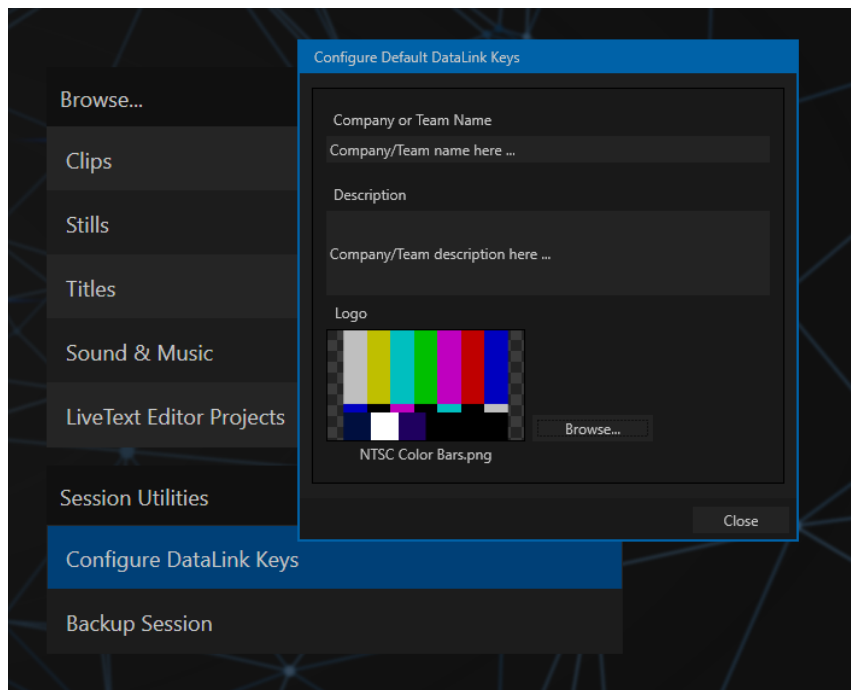 Browse...
Clips
Stills
Titles
Sound & Music
LiveText Editor Projects
Session Utilities
Configure DataLink Keys
Backup Session
Configure Default DataLink Keys
Company or Team Name
Company/Team name here ...
Description
Company/Team description here ...
Logo
Browse...
NTSC Color Bars.png
Close